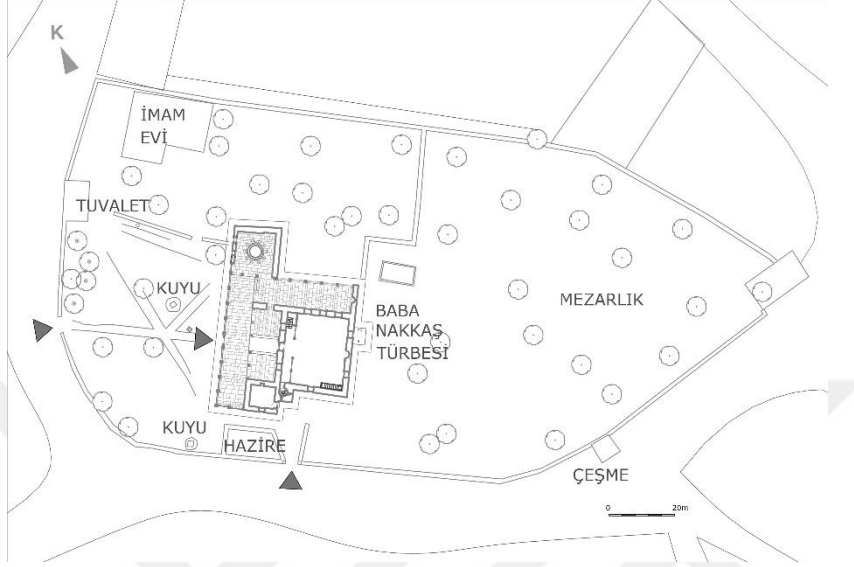 K
İMAM
EVİ
TUVALET
KUYU
MEZARLIK
BABA
NAKKAŞ
TÜRBESİ
KUYU
HAZİRE
ÇEŞME
0 20m